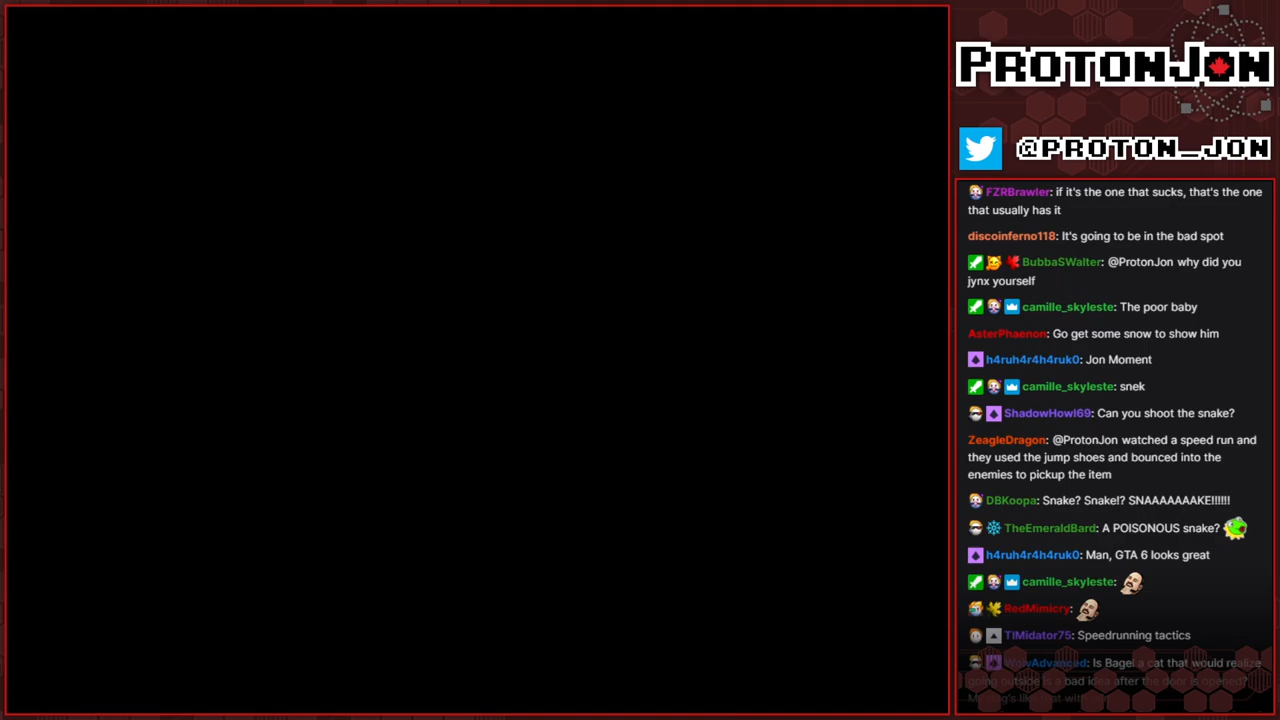 PROTONJON
@PROTON_JON
FZRBrawler: if it's the one that sucks, that's the one
that usually has it
discoinferno118: It's going to be in the bad spot
BubbaSWalter: @ProtonJon why did you
jynx yourself
camille_skyleste: The poor baby
AsterPhaenon: Go get some snow to show him
h4ruh4r4h4ruk0: Jon Moment
camille_skyleste: snek
ShadowHowl69: Can you shoot the snake?
ZeagleDragon: @ProtonJon watched a speed run and
they used the jump shoes and bounced into the
enemies to pickup the item
DBKoopa: Snake? Snake!? SNAAAAAAKE!!!!!!
TheEmeraldBard: A POISONOUS snake?
h4ruh4r4h4ruk0: Man, GTA 6 looks great
camille_skyleste:
RedMimicry:
TIMidator75: Speedrunning tactics
Is Bagel a cat that would realize
going outside is a bad idea after the door is opened?